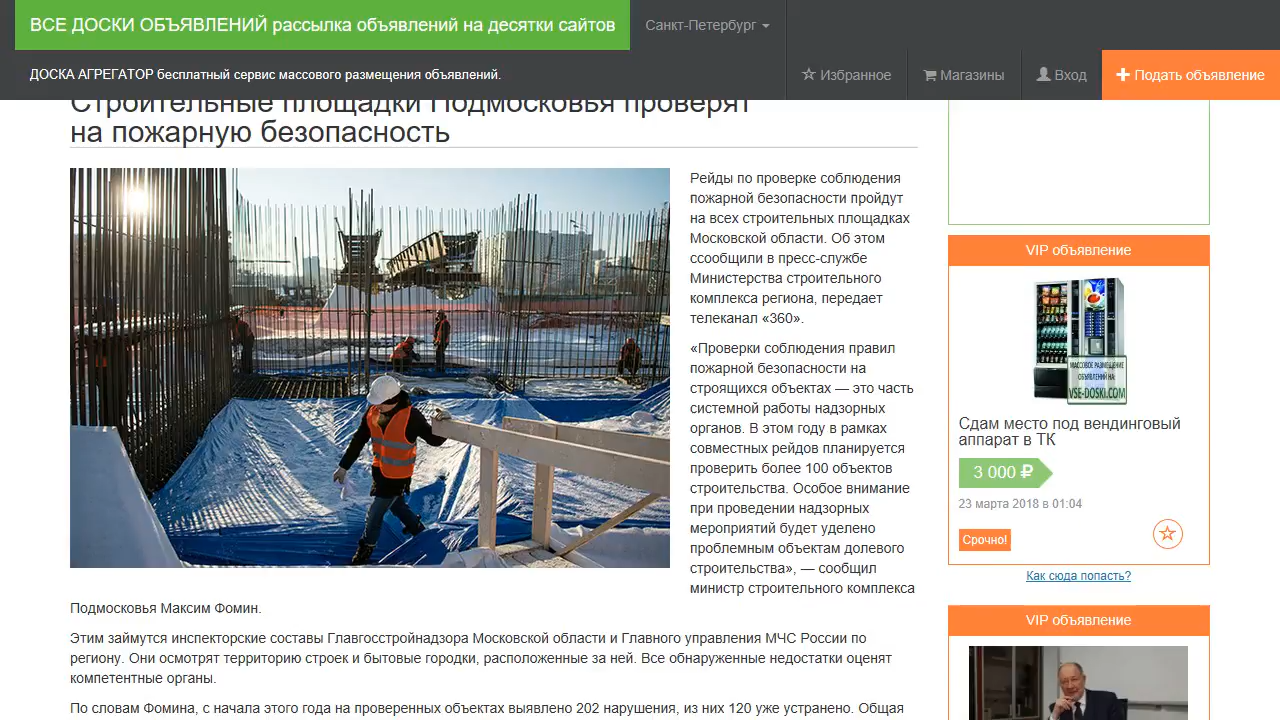 ВСЕ ДОСКИ ОБЪЯВЛЕНИЙ рассылка объявлений на десятки сайтов
Санкт-Петербург
ДОСКА АГРЕГАТОР бесплатный сервис массового размещения объявлений.
Избранное
Магазины
Вход
Подать объявление
Строительные площадки Подмосковья проверят
на пожарную безопасность
Рейды по проверке соблюдения
пожарной безопасности пройдут
на всех строительных площадках
Московской области. Об этом
ссообщили в пресс-службе
Министерства строительного
комплекса региона, передает
телеканал «360».
«Проверки соблюдения правил
пожарной безопасности на
строящихся объектах — это часть
системной работы надзорных
органов. В этом году в рамках
совместных рейдов планируется
проверить более 100 объектов
строительства. Особое внимание
при проведении надзорных
мероприятий будет уделено
проблемным объектам долевого
строительства», — сообщил
министр строительного комплекса
Подмосковья Максим Фомин.
Этим займутся инспекторские составы Главгосстройнадзора Московской области и Главного управления МЧС России по
региону. Они осмотрят территорию строек и бытовые городки, расположенные за ней. Все обнаруженные недостатки оценят
компетентные органы.
По словам Фомина, с начала этого года на проверенных объектах выявлено 202 нарушения, из них 120 уже устранено. Общая
VIP объявление
МАССОВОЕ РАЗМЕЩЕНИЕ
ОБЪЯВЛЕНИЙ НА:
VSE-DOSKI.COM
Сдам место под вендинговый
аппарат в ТК
3 000 ₽
23 марта 2018 в 01:04
Срочно!
Как сюда попасть?
VIP объявление